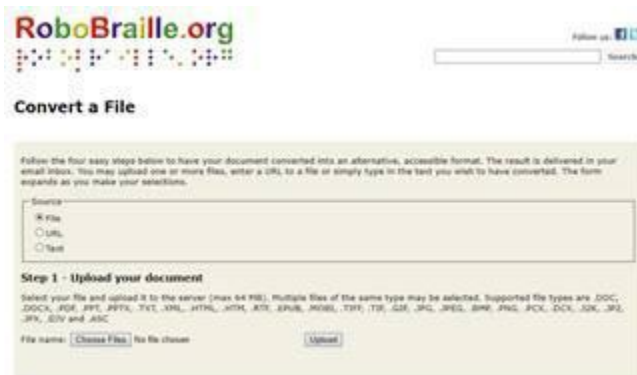 RoboBraille.org
Follow us:
Search
Convert a File
Follow the four easy steps below to have your document converted into an alternative, accessible format. The result is delivered in your
email inbox. You may upload one or more files, enter a URL to a file or simply type in the text you wish to have converted. The form
expands as you make your selections.
Source
File
URL
Text
Step 1 - Upload your document
Select your file and upload it to the server (max 64 MB). Multiple files of the same type may be selected. Supported file types are .DOC,
.DOCX, .PDF, .PPT, .PPTX, .TXT, .XML, .HTML, .HTM, .RTF, .EPUB, .MOBI, .TIFF, .TIF, .GIF, .JPG, .JPEG, .BMP, .PNG, .PCX, .DCX, .J2K, .JP2,
.JPX, .DJV and .ASC
File name: Choose Files No file chosen Upload